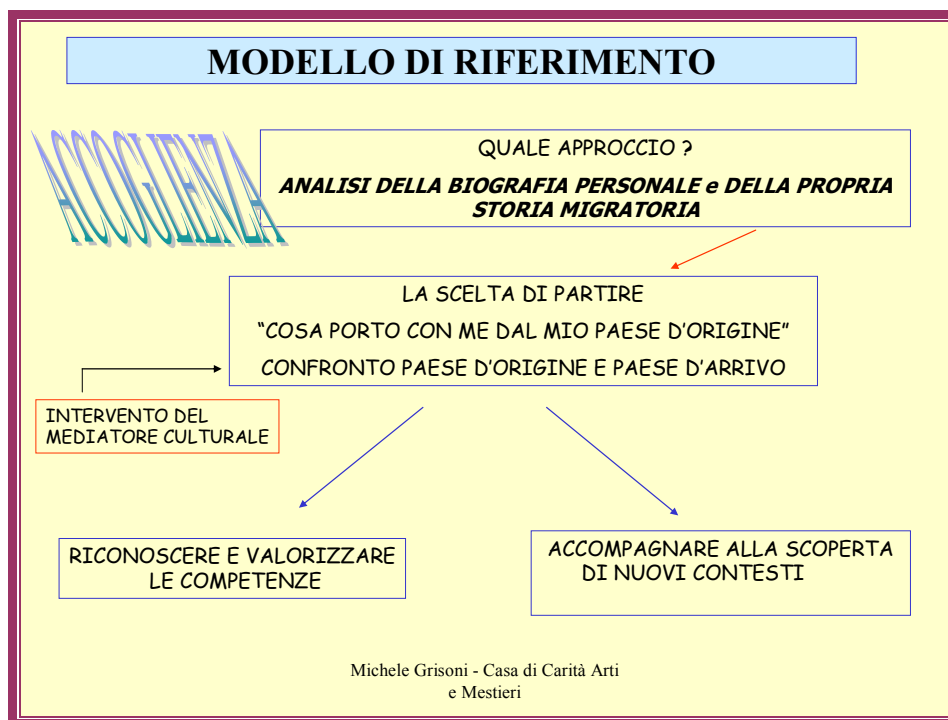 MODELLO DI RIFERIMENTO
ACCOGLIENZA
QUALE APPROCCIO ?
ANALISI DELLA BIOGRAFIA PERSONALE e DELLA PROPRIA
STORIA MIGRATORIA
LA SCELTA DI PARTIRE
“COSA PORTO CON ME DAL MIO PAESE D’ORIGINE”
CONFRONTO PAESE D’ORIGINE E PAESE D’ARRIVO
INTERVENTO DEL
MEDIATORE CULTURALE
RICONOSCERE E VALORIZZARE
LE COMPETENZE
ACCOMPAGNARE ALLA SCOPERTA
DI NUOVI CONTESTI
Michele Grisoni - Casa di Carità Arti
e Mestieri